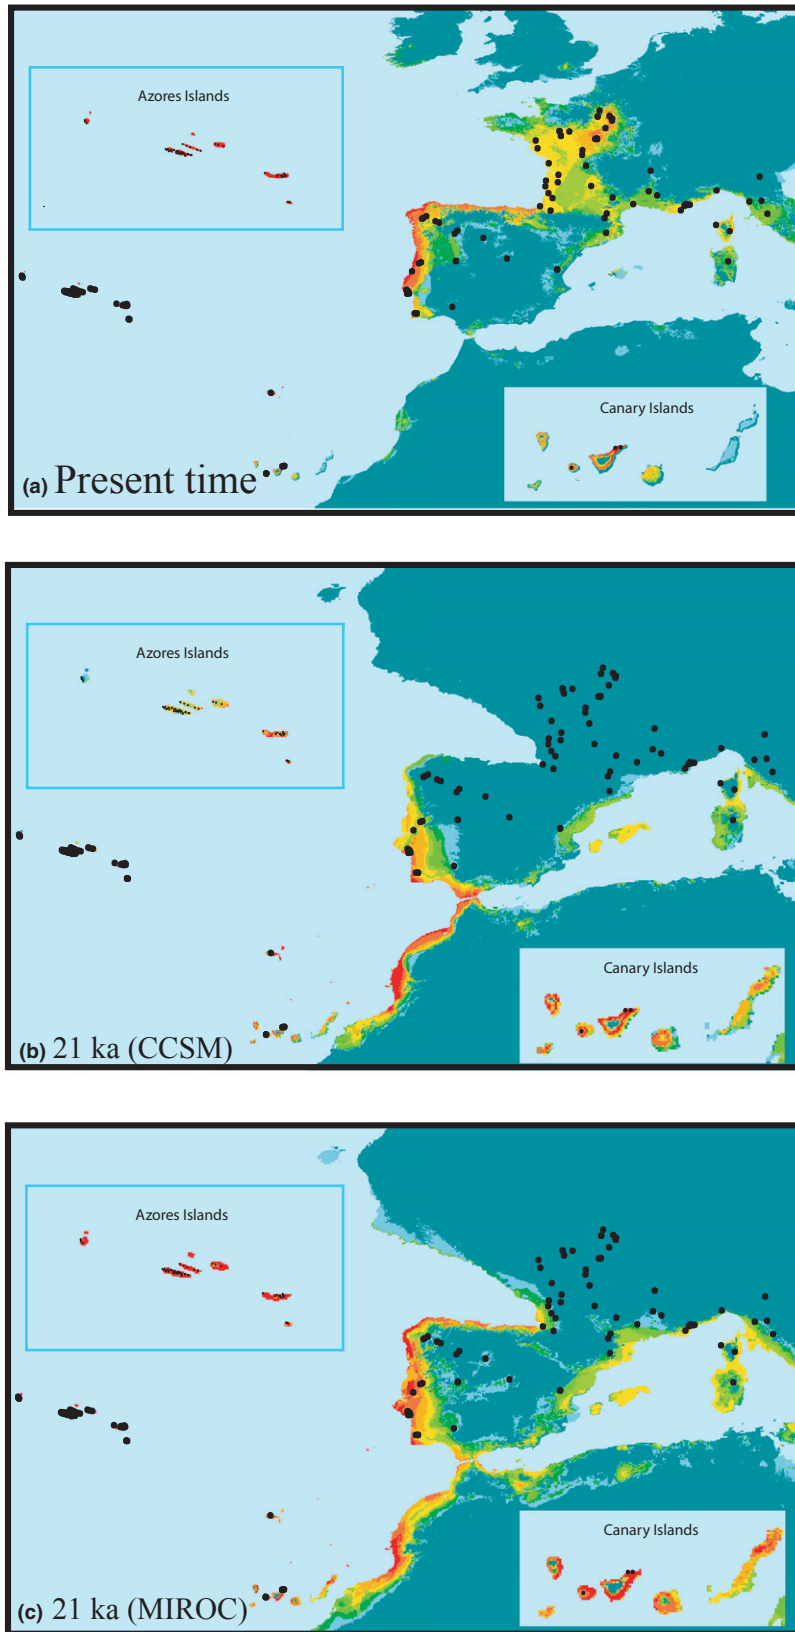 Azores Islands
Canary Islands
(a) Present time
Azores Islands
Canary Islands
(b) 21 ka (CCSM)
Azores Islands
Canary Islands
(c) 21 ka (MIROC)